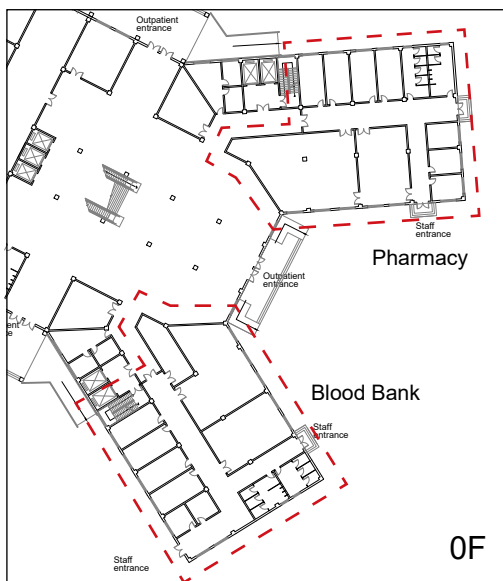 Outpatient
entrance
Staff
entrance
Pharmacy
Outpatient
entrance
Blood Bank
Staff
entrance
Staff
entrance
0F